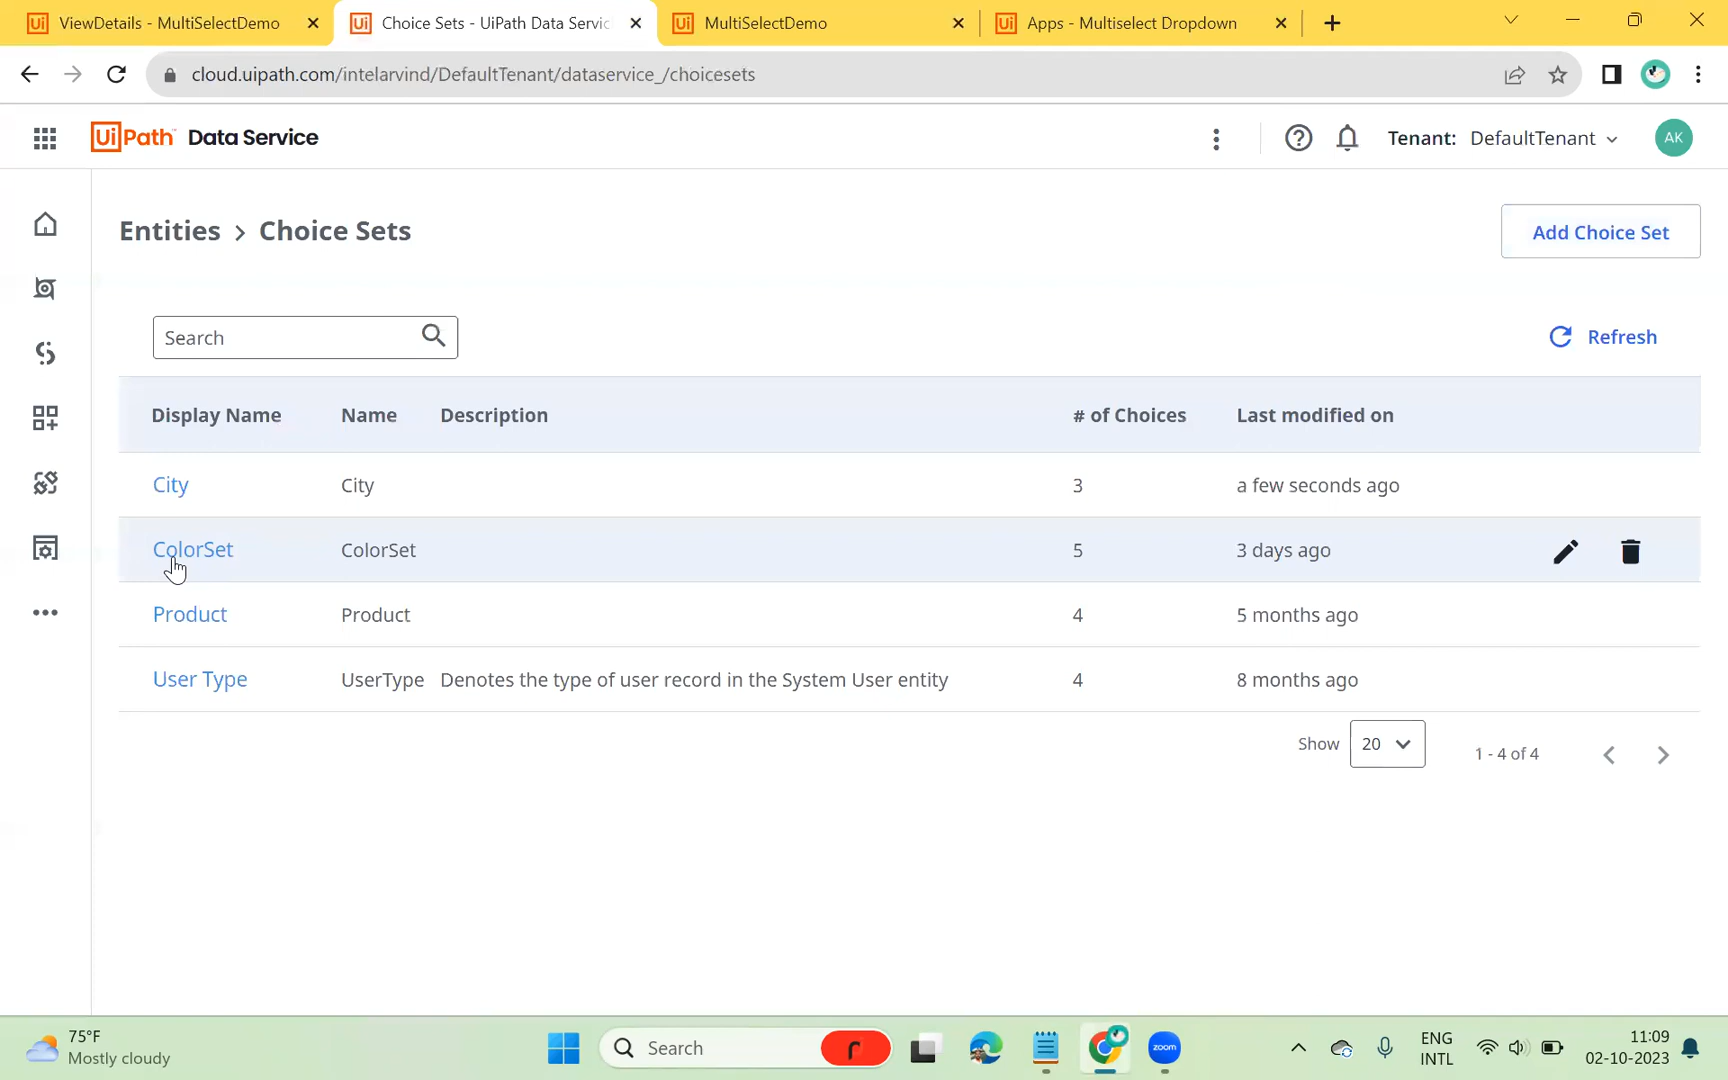 ViewDetails - MultiSelectDemo
Choice Sets - UiPath Data Servic
MultiSelectDemo
Apps - Multiselect Dropdown
cloud.uipath.com/intelarvind/DefaultTenant/dataservice_/choicesets
UiPath Data Service
Tenant: DefaultTenant
AK
Entities > Choice Sets
Add Choice Set
Search
Refresh
Display Name Name Description # of Choices Last modified on
City City 3 a few seconds ago
ColorSet ColorSet 5 3 days ago
Product Product 4 5 months ago
User Type UserType Denotes the type of user record in the System User entity 4 8 months ago
Show 20 1 - 4 of 4
75°F
Mostly cloudy
Search
zoom
ENG
INTL
11:09
02-10-2023